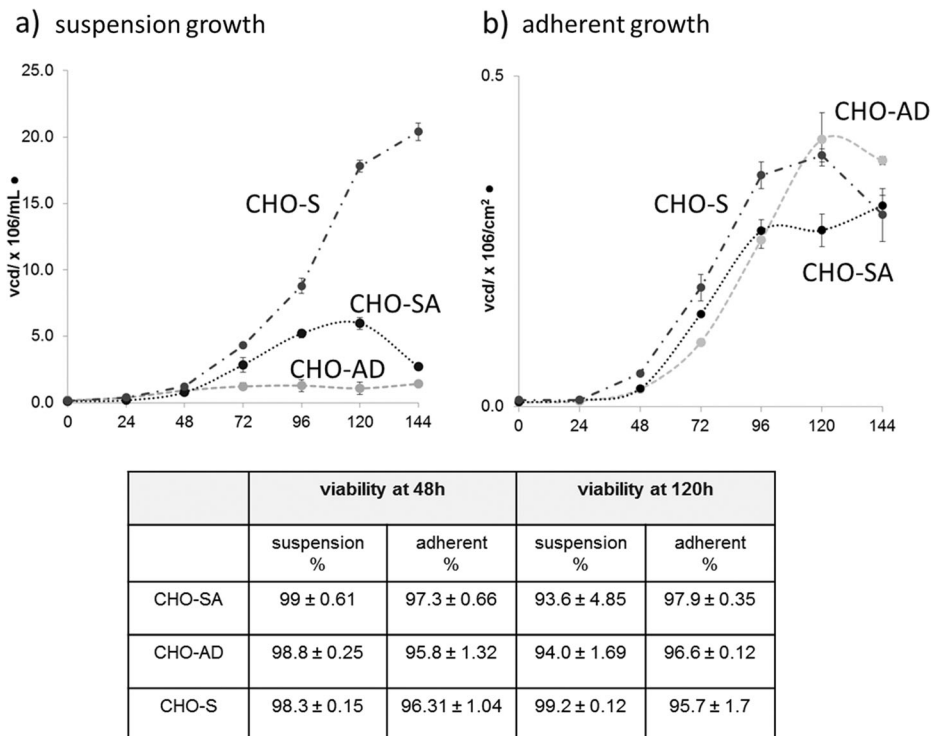 a) suspension growth
25.0
20.0
15.0
10.0
5.0
0.0
vcd/ x 106/mL ●
CHO-S
CHO-SA
CHO-AD
0 24 48 72 96 120 144
b) adherent growth
0.5
0.0
vcd/ x 106/cm² ●
CHO-AD
CHO-S
CHO-SA
0 24 48 72 96 120 144
viability at 48h viability at 120h
suspension % adherent % suspension % adherent %
CHO-SA 99 ± 0.61 97.3 ± 0.66 93.6 ± 4.85 97.9 ± 0.35
CHO-AD 98.8 ± 0.25 95.8 ± 1.32 94.0 ± 1.69 96.6 ± 0.12
CHO-S 98.3 ± 0.15 96.31 ± 1.04 99.2 ± 0.12 95.7 ± 1.7